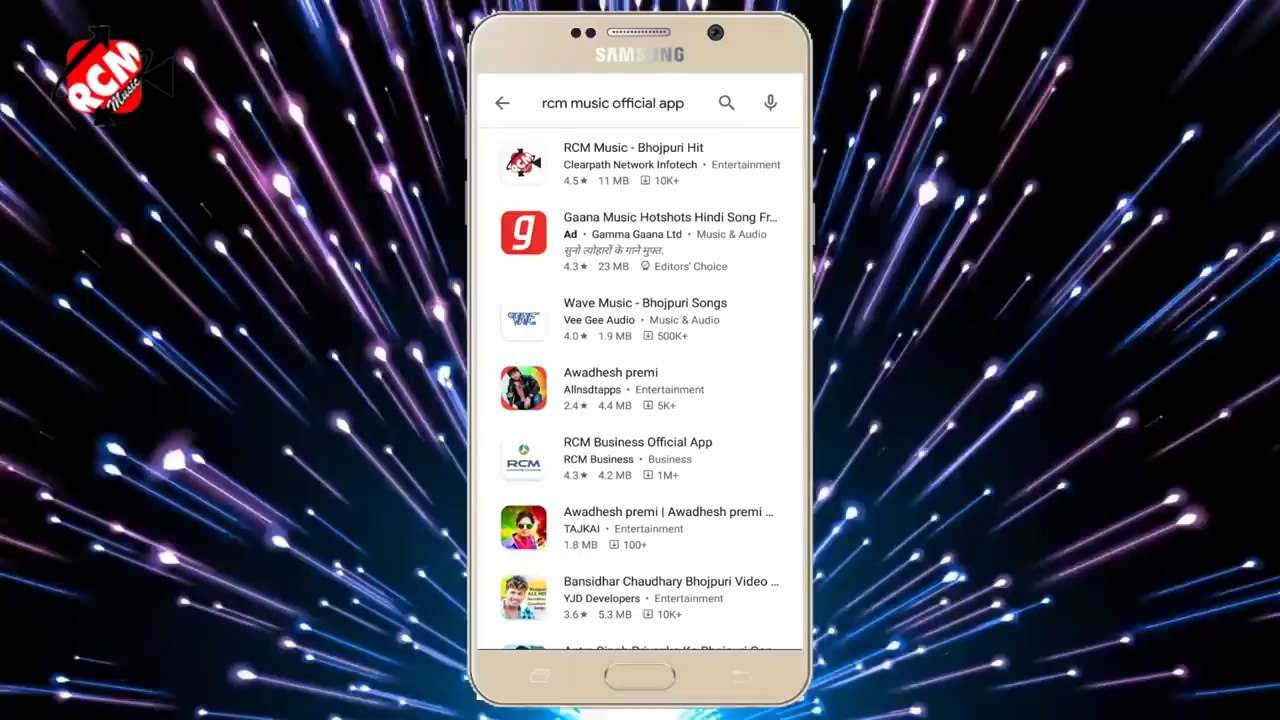 RCM
Music
SAMSUNG
rcm music official app
RCM
RCM Music - Bhojpuri Hit
Clearpath Network Infotech • Entertainment
4.5★ 11 MB 10K+
g
Gaana Music Hotshots Hindi Song Fr...
Ad • Gamma Gaana Ltd • Music & Audio
सुनो त्योहारों के गाने मुफ्त.
4.3★ 23 MB Editors' Choice
Wave Music - Bhojpuri Songs
Vee Gee Audio • Music & Audio
4.0★ 1.9 MB 500K+
Awadhesh premi
Allnsdtapps • Entertainment
2.4★ 4.4 MB 5K+
RCM
RCM Business Official App
RCM Business • Business
4.3★ 4.2 MB 1M+
Awadhesh premi | Awadhesh premi ...
TAJKAI • Entertainment
1.8 MB 100+
Bansidhar Chaudhary Bhojpuri Video ...
YJD Developers • Entertainment
3.6★ 5.3 MB 10K+